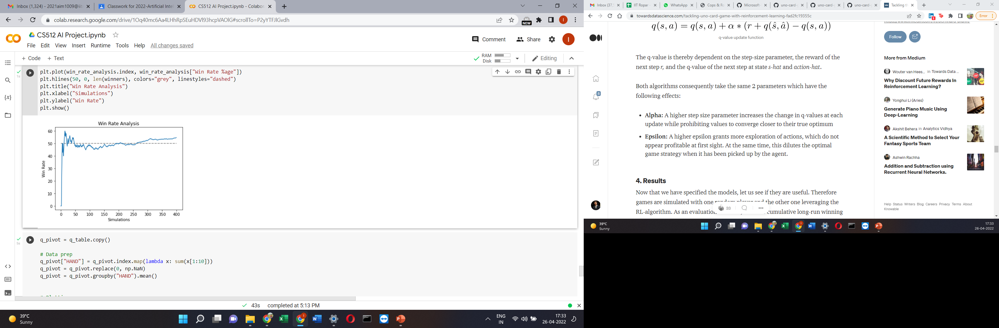 Inbox (1,324) - 2021aim1009@iit
Classwork for 2022-Artificial Intel
CS512 AI Project.ipynb - Colabor
colab.research.google.com/drive/1Oq40mc6Aa4LHhRpSEuHDVl93hcpVAOlG#scrollTo=P2yYTFJlGvdh
NEW
I
CS512 AI Project.ipynb
Comment
Share
I
File Edit View Insert Runtime Tools Help All changes saved
+ Code + Text
RAM
Disk
Editing
1s
plt.plot(win_rate_analysis.index, win_rate_analysis["Win Rate %age"])
plt.hlines(50, 0, len(winners), colors="grey", linestyles="dashed")
plt.title("Win Rate Analysis")
plt.xlabel("Simulations")
plt.ylabel("Win Rate")
plt.show()
{x}
Win Rate Analysis
60
50
40
30
20
10
0
Win Rate
0 50 100 150 200 250 300 350 400
Simulations
5s
q_pivot = q_table.copy()
# Data prep
q_pivot["HAND"] = q_pivot.index.map(lambda x: sum(x[1:10]))
q_pivot = q_pivot.replace(0, np.NaN)
q_pivot = q_pivot.groupby("HAND").mean()
43s completed at 5:13 PM
39°C
Sunny
ENG
IN
17:33
26-04-2022
Inbox (37,
IIT Ropar -
WhatsApp
Cops & Ro
Microsoft-
uno-card-
uno-card-
uno-card-
Tackling th
towardsdatascience.com/tackling-uno-card-game-with-reinforcement-learning-fad2fc19355c
Error
q(s, a) = q(s, a) + α ∗ (r + q(ŝ, â) − q(s, a))
q-value update function
The q-value is thereby dependent on the step-size parameter, the reward of the
next step r, and the q-value of the next step at state s-hat and action-hat.
Both algorithms consequently take the same 2 parameters which have the
following effects:
• Alpha: A higher step size parameter increases the change in q-values at each
update while prohibiting values to converge closer to their true optimum
• Epsilon: A higher epsilon grants more exploration of actions, which do not
appear profitable at first sight. At the same time, this dilutes the optimal
game strategy when it has been picked up by the agent.
4. Results
Now that we have specified the models, let us see if they are useful. Therefore
games are simulated with one random player and the other one leveraging the
RL-algorithm. As an evaluation cumulative long-run winning
33
8
Follow
More from Medium
Wouter van Hees... in Towards Data ...
Why Discount Future Rewards In
Reinforcement Learning?
Yonghui Li (Aries)
Generate Piano Music Using
Deep-Learning
Akshit Behera in Analytics Vidhya
A Scientific Method to Select Your
Fantasy Sports Team
Ashwin Rachha
Addition and Subtraction using
Recurrent Neural Networks.
Help Status Writers Blog Careers Privacy Terms About
Knowable
39°C
Sunny
17:33
26-04-2022